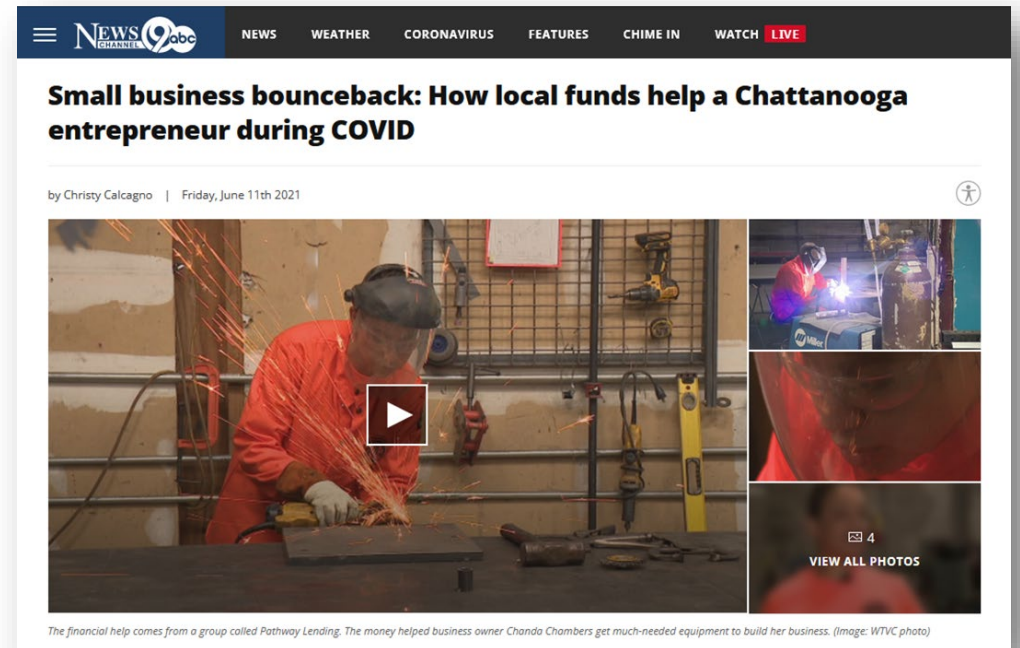 NEWS CHANNEL 9 abc
NEWS WEATHER CORONAVIRUS FEATURES CHIME IN WATCH LIVE
Small business bounceback: How local funds help a Chattanooga
entrepreneur during COVID
by Christy Calcagno | Friday, June 11th 2021
Miller
4
VIEW ALL PHOTOS
The financial help comes from a group called Pathway Lending. The money helped business owner Chanda Chambers get much-needed equipment to build her business. (Image: WTVC photo)